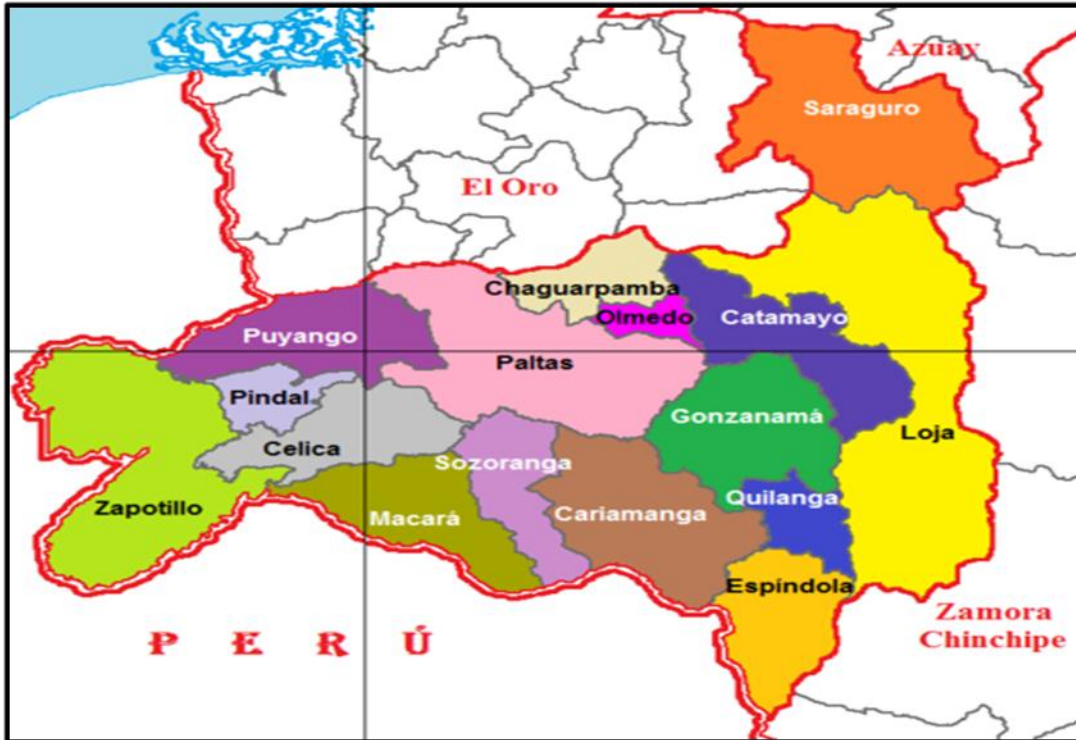 Azuay
Saraguro
El Oro
Chaguarpamba
Olmedo
Catamayo
Puyango
Paltas
Pindal
Gonzanamá
Loja
Celica
Sozoranga
Quilanga
Zapotillo
Macará
Cariamanga
Espíndola
Zamora
Chinchipe
PERÚ